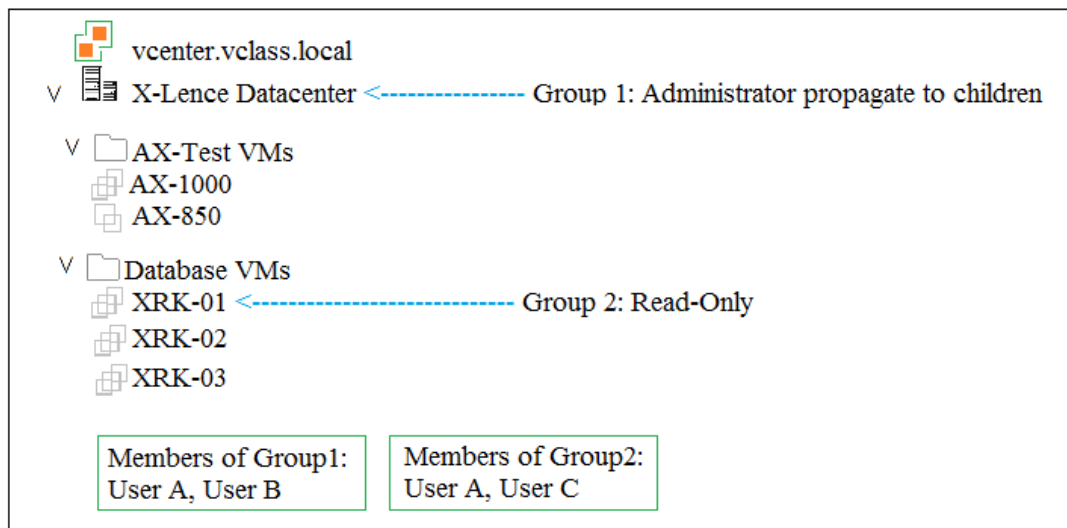 vcenter.vclass.local
X-Lence Datacenter <---------------- Group 1: Administrator propagate to children
AX-Test VMs
AX-1000
AX-850
Database VMs
XRK-01 <---------------------------- Group 2: Read-Only
XRK-02
XRK-03
Members of Group1:
User A, User B
Members of Group2:
User A, User C